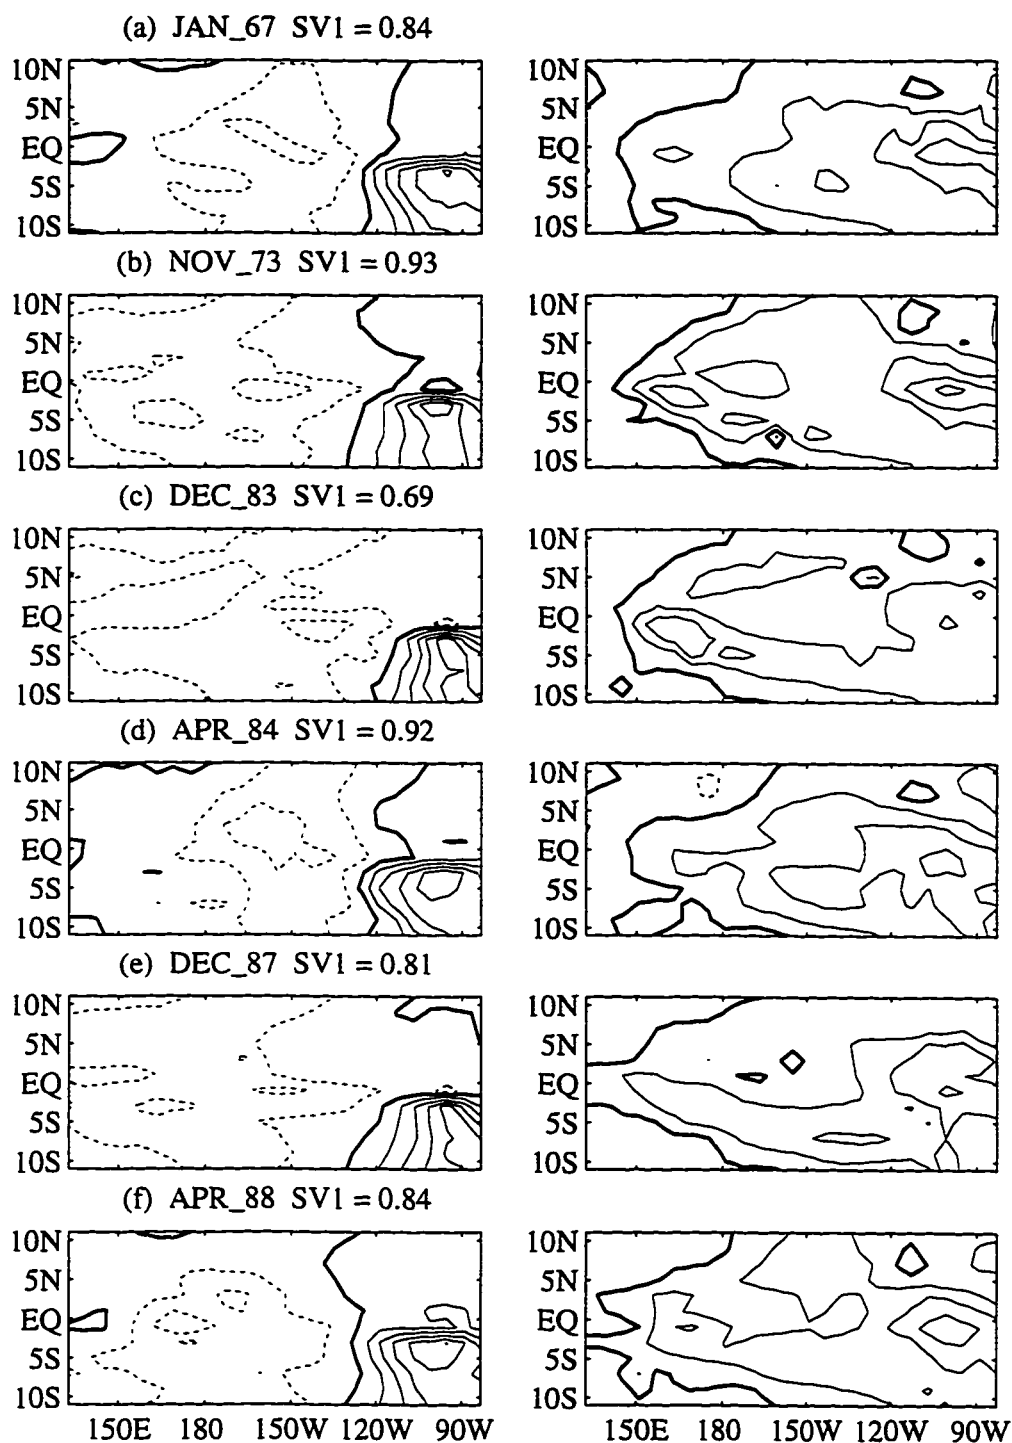 (a) JAN_67 SV1 = 0.84
10N 10N
5N 5N
EQ EQ
5S 5S
10S 10S
(b) NOV_73 SV1 = 0.93
10N 10N
5N 5N
EQ EQ
5S 5S
10S 10S
(c) DEC_83 SV1 = 0.69
10N 10N
5N 5N
EQ EQ
5S 5S
10S 10S
(d) APR_84 SV1 = 0.92
10N 10N
5N 5N
EQ EQ
5S 5S
10S 10S
(e) DEC_87 SV1 = 0.81
10N 10N
5N 5N
EQ EQ
5S 5S
10S 10S
(f) APR_88 SV1 = 0.84
10N 10N
5N 5N
EQ EQ
5S 5S
10S 10S
150E 180 150W 120W 90W 150E 180 150W 120W 90W